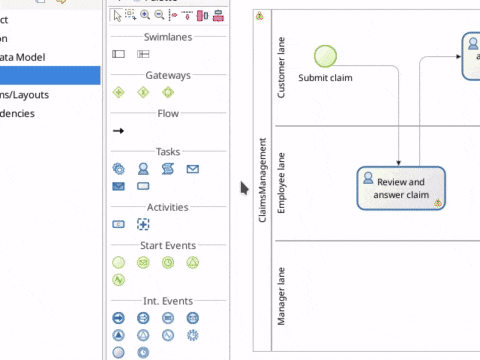 ct
on
ata Model
ms/Layouts
dencies
Swimlanes
Gateways
Flow
Tasks
Activities
Start Events
Int. Events
ClaimsManagement
Customer lane
Submit claim
Employee lane
Review and
answer claim
Manager lane